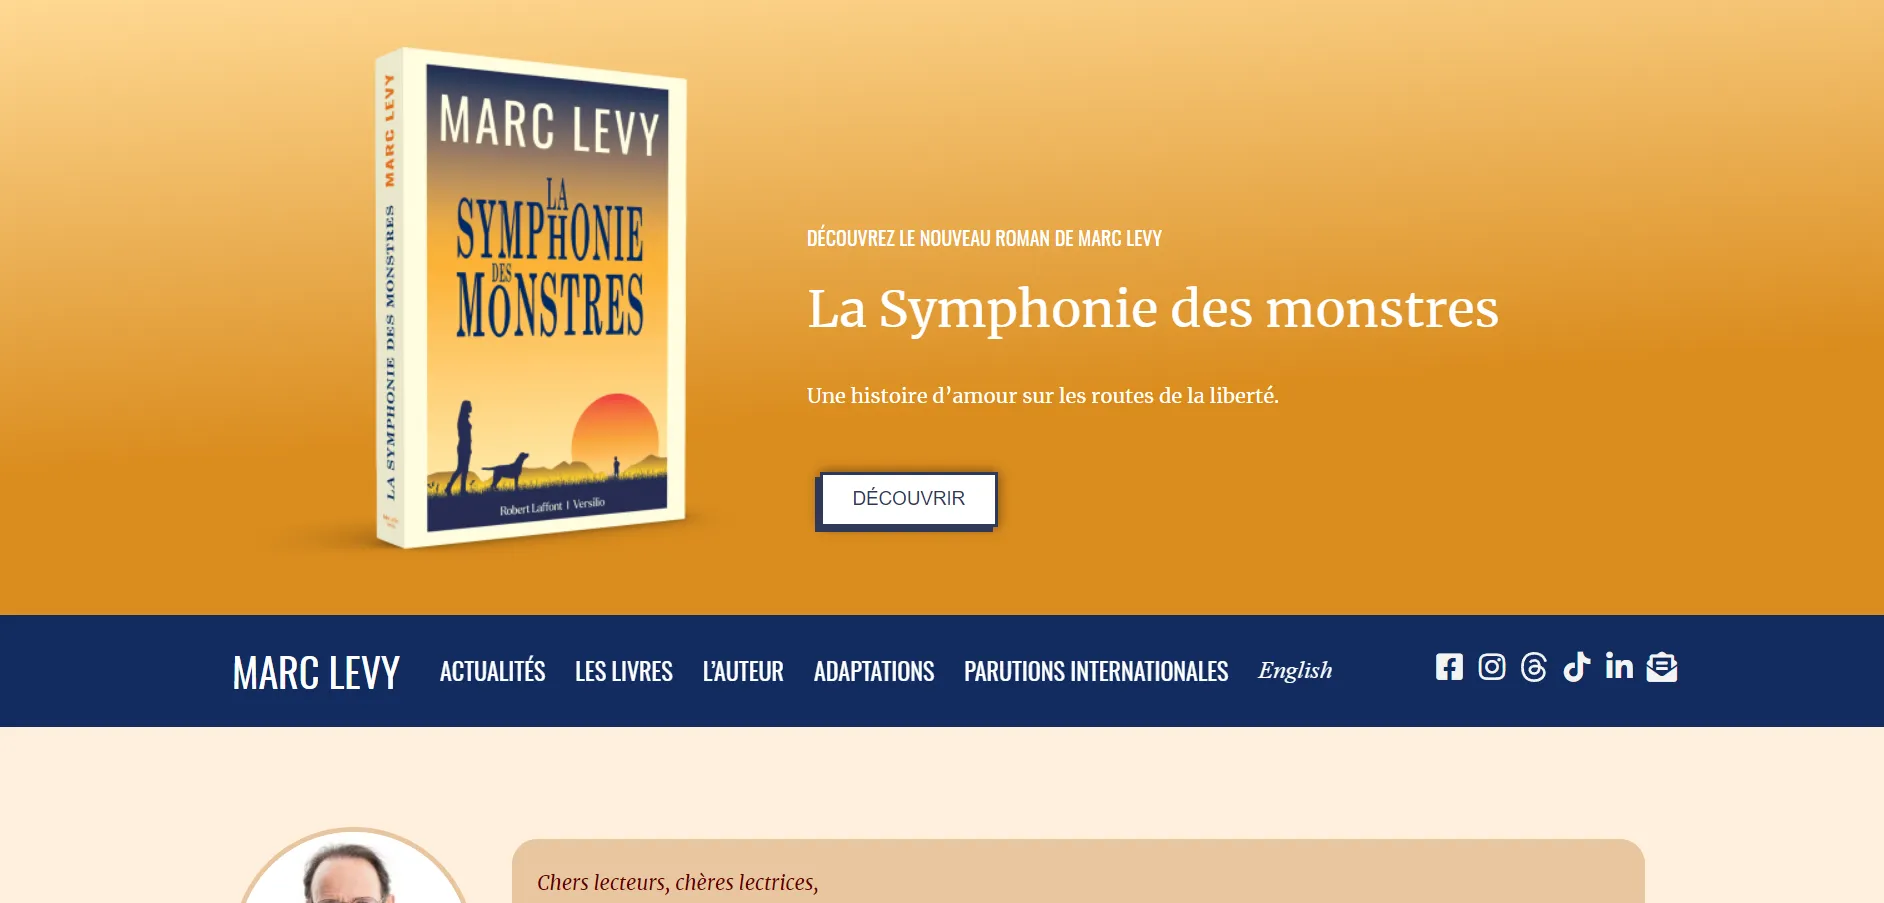 MARC LEVY
LA SYMPHONIE DES MONSTRES
MARC LEVY
LA
SYMPHONIE
DES
MONSTRES
Robert Laffont | Versilio
DÉCOUVREZ LE NOUVEAU ROMAN DE MARC LEVY
La Symphonie des monstres
Une histoire d’amour sur les routes de la liberté.
DÉCOUVRIR
MARC LEVY
ACTUALITÉS
LES LIVRES
L’AUTEUR
ADAPTATIONS
PARUTIONS INTERNATIONALES
English
Chers lecteurs, chères lectrices,